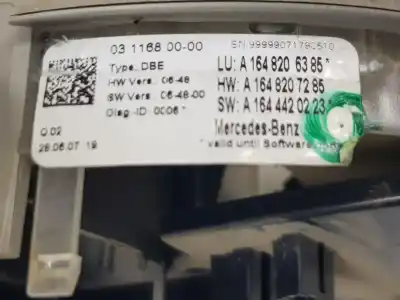 03 1168 00-00
SN 99999071790510
Type: DBE
LU: A 164 820 63 85*
HW Vers.: 06-48
HW: A 164 820 72 85
SW Vers: 06-48-00
SW: A 164 442 02 23*
Diag.-ID: 0006*
Mercedes-Benz
Q.02
* valid until Software
28.06.07 19